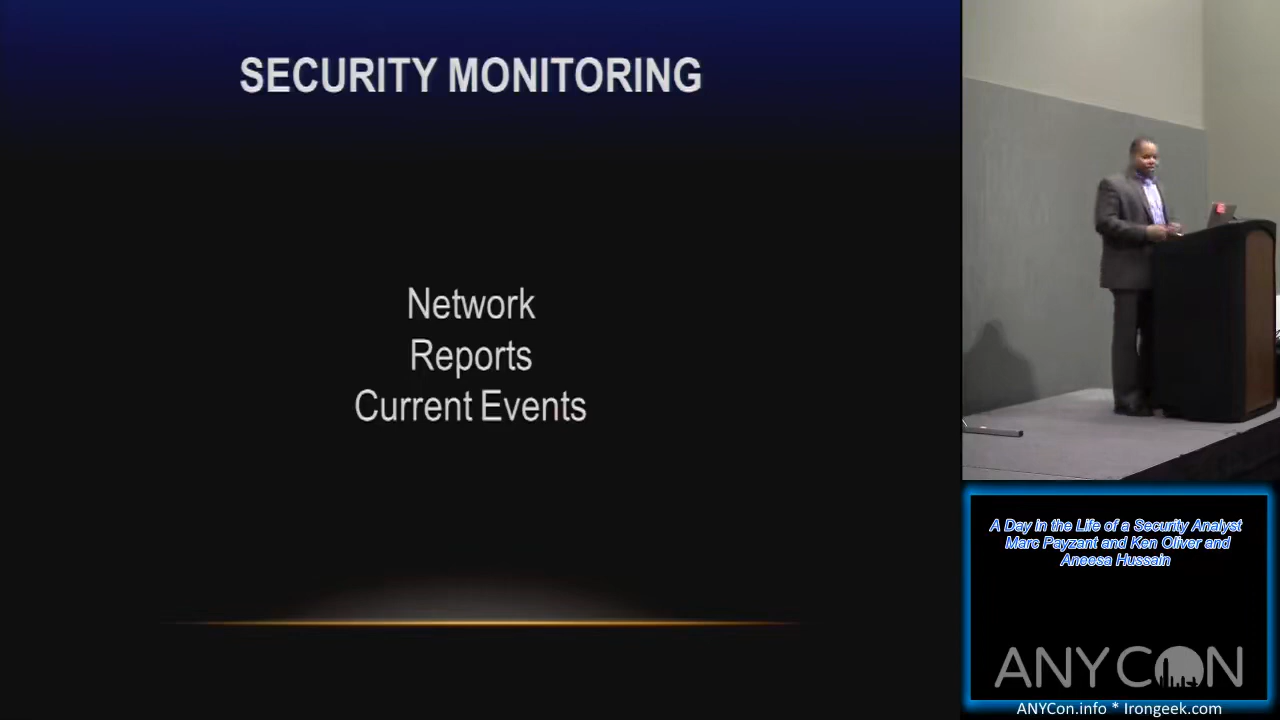 SECURITY MONITORING
Network
Reports
Current Events
A Day in the Life of a Security Analyst
Marc Payzant and Ken Oliver and
Aneesa Hussain
ANYCON
ANYCon.info * Irongeek.com